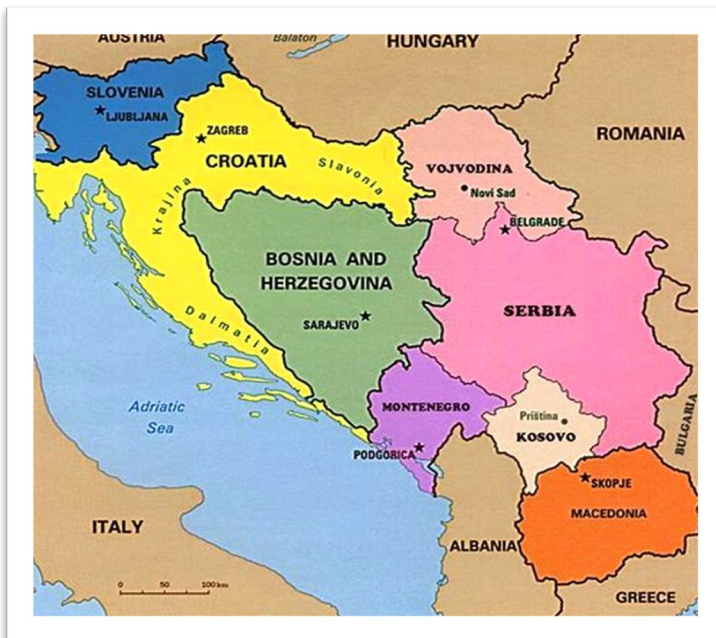 AUSTRIA
Balaton
HUNGARY
SLOVENIA
LJUBLJANA
ROMANIA
ZAGREB
CROATIA
Slavonia
VOJVODINA
Krajina
Novi Sad
BELGRADE
BOSNIA AND
HERZEGOVINA
SERBIA
SARAJEVO
Dalmatia
Adriatic
Sea
MONTENEGRO
Priština
KOSOVO
BULGARIA
PODGORICA
SKOPJE
MACEDONIA
ITALY
ALBANIA
0 50 100 km
GREECE